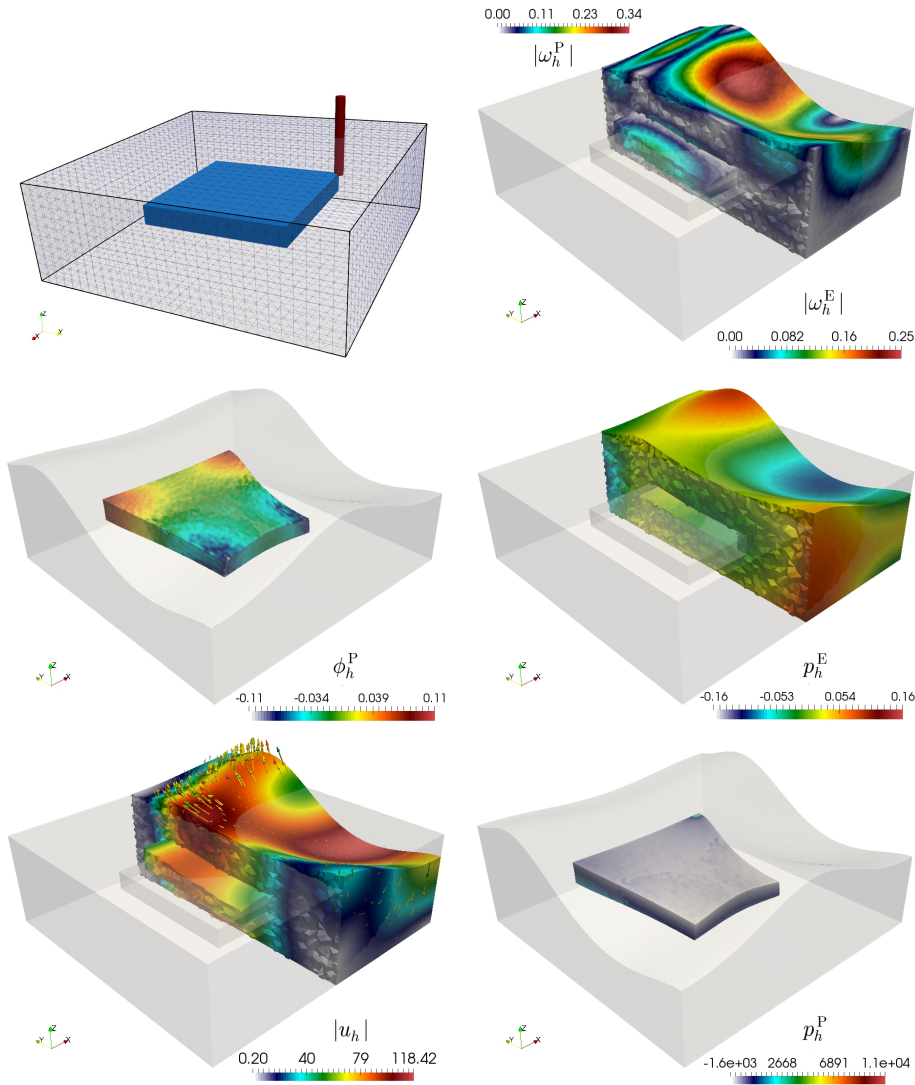 0.00 0.11 0.23 0.34
|ω_h^P|
Z
X
Y
Z
Y
X
|ω_h^E|
0.00 0.082 0.16 0.25
Z
Y
X
ϕ_h^P
-0.11 -0.034 0.039 0.11
Z
Y
X
p_h^E
-0.16 -0.053 0.054 0.16
Z
Y
X
|u_h|
0.20 40 79 118.42
Z
Y
X
p_h^P
-1.6e+03 2668 6891 1.1e+04